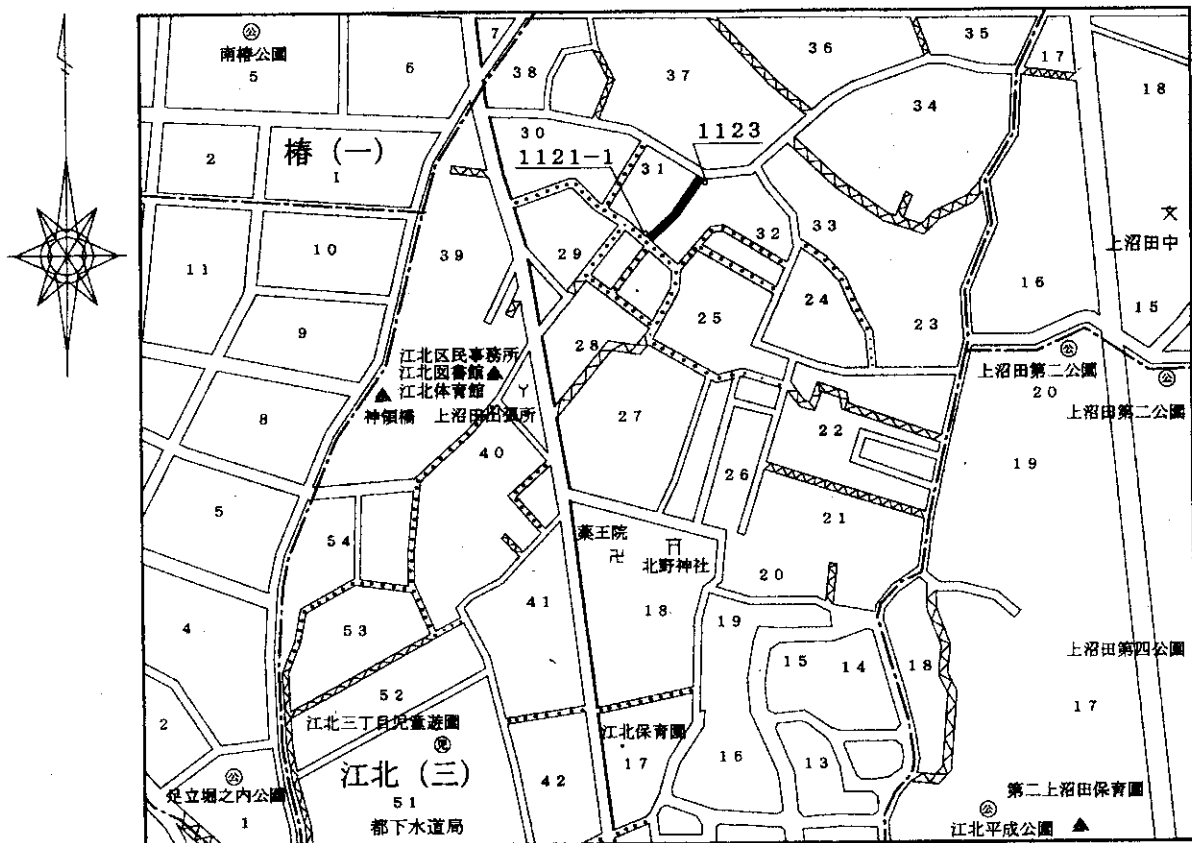 公
南椿公園
5
6
7
38
37
36
35
17
18
34
2
椿 (一)
1
30
1121-1
31
1123
文
上沼田中
11
10
39
29
32
33
16
15
9
24
25
23
28
江北区民事務所
江北図書館
江北体育館
Y
神領橋
上沼田出張所
公
上沼田第二公園
20
公
上沼田第二公園
8
40
27
22
19
5
26
54
薬王院
卍
北野神社
21
20
4
41
18
19
53
15
14
18
上沼田第四公園
52
17
2
江北三丁目児童遊園
児
江北保育園
公
足立堀之内公園
1
江北 (三)
51
都下水道局
42
17
16
13
第二上沼田保育園
公
江北平成公園